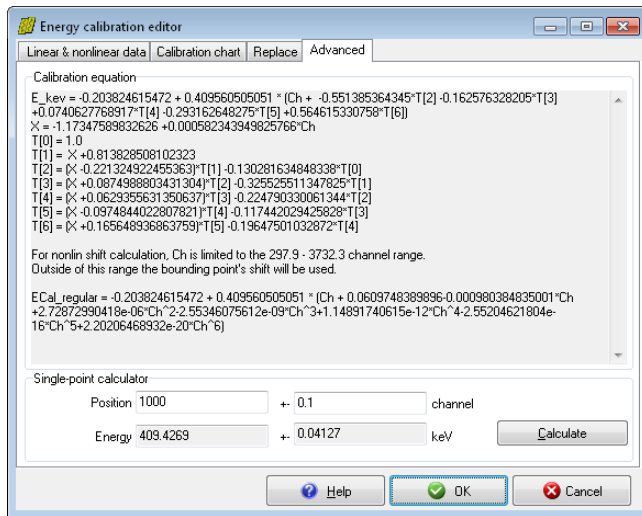 Energy calibration editor
Linear & nonlinear data
Calibration chart
Replace
Advanced
Calibration equation
E_kev = -0.203824615472 + 0.409560505051 * (Ch + -0.551385364345*T[2] -0.162576328205*T[3]
+0.0740627768917*T[4] -0.293162648275*T[5] +0.564615330758*T[6])
X = -1.17347589832626 +0.000582343949825766*Ch
T[0] = 1.0
T[1] = X +0.813828508102323
T[2] = (X -0.221324922455363)*T[1] -0.130281634848338*T[0]
T[3] = (X +0.0874988803431304)*T[2] -0.325525511347825*T[1]
T[4] = (X +0.0629355631350637)*T[3] -0.224790330061344*T[2]
T[5] = (X -0.0974844022807821)*T[4] -0.117442029425828*T[3]
T[6] = (X +0.165648936863759)*T[5] -0.19647501032872*T[4]
For nonlin shift calculation, Ch is limited to the 297.9 - 3732.3 channel range.
Outside of this range the bounding point's shift will be used.
ECal_regular = -0.203824615472 + 0.409560505051 * (Ch + 0.0609748389896-0.000980384835001*Ch
+2.72872990418e-06*Ch^2-2.55346075612e-09*Ch^3+1.14891740615e-12*Ch^4-2.55204621804e-
16*Ch^5+2.20206468932e-20*Ch^6)
Single-point calculator
Position 1000 +- 0.1 channel
Energy 409.4269 +- 0.04127 keV
Calculate
Help
OK
Cancel